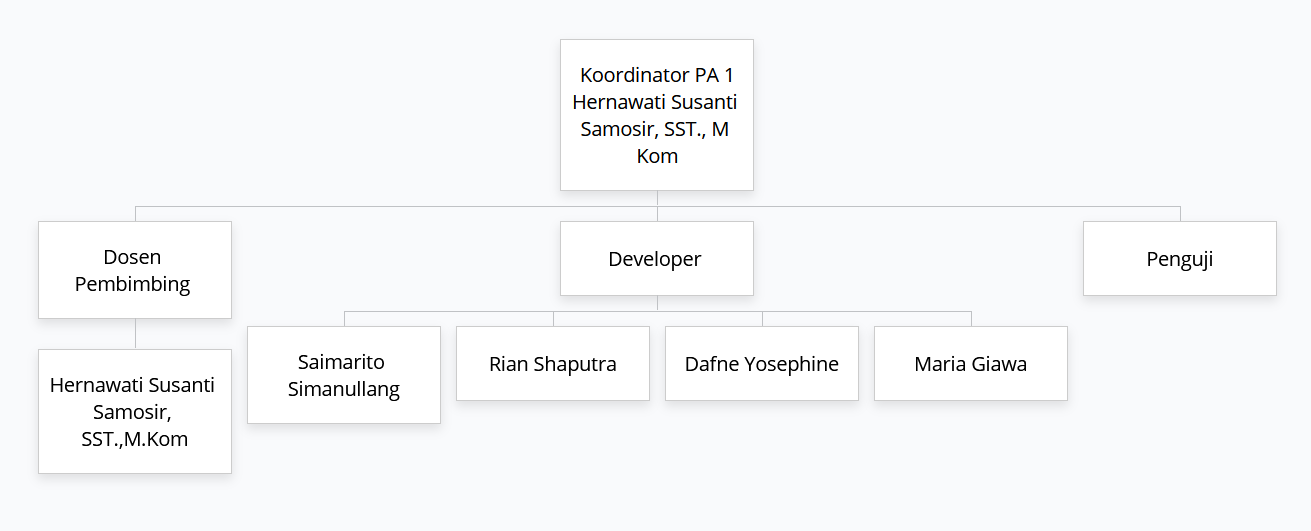 Koordinator PA 1
Hernawati Susanti
Samosir, SST., M
Kom
Dosen
Pembimbing
Developer
Penguji
Hernawati Susanti
Samosir,
SST.,M.Kom
Saimarito
Simanullang
Rian Shaputra
Dafne Yosephine
Maria Giawa